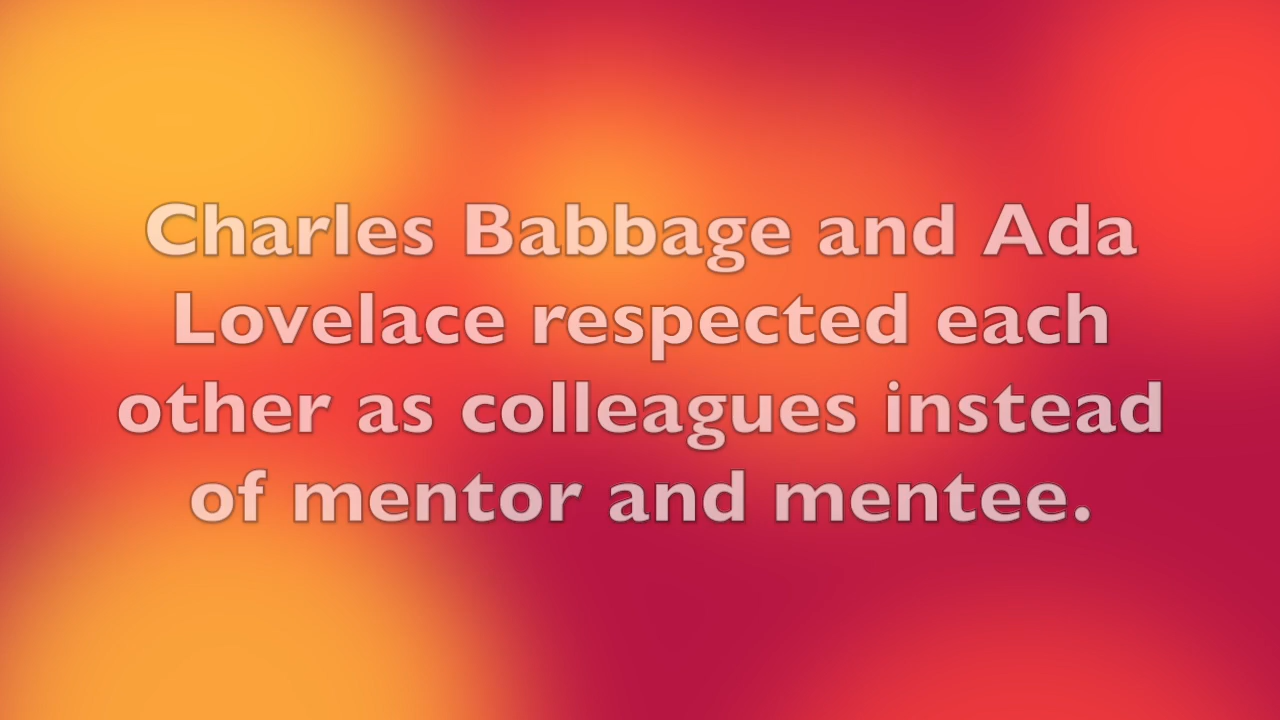 Charles Babbage and Ada
Lovelace respected each
other as colleagues instead
of mentor and mentee.